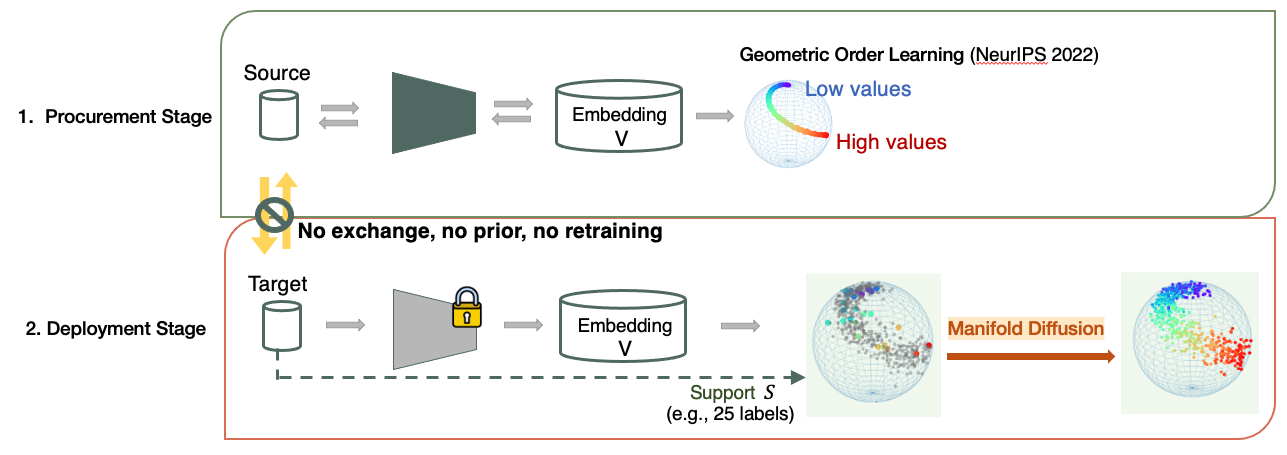 Geometric Order Learning (NeurIPS 2022)
Source
Low values
1. Procurement Stage
Embedding
V
High values
No exchange, no prior, no retraining
Target
2. Deployment Stage
Embedding
V
Manifold Diffusion
Support S
(e.g., 25 labels)